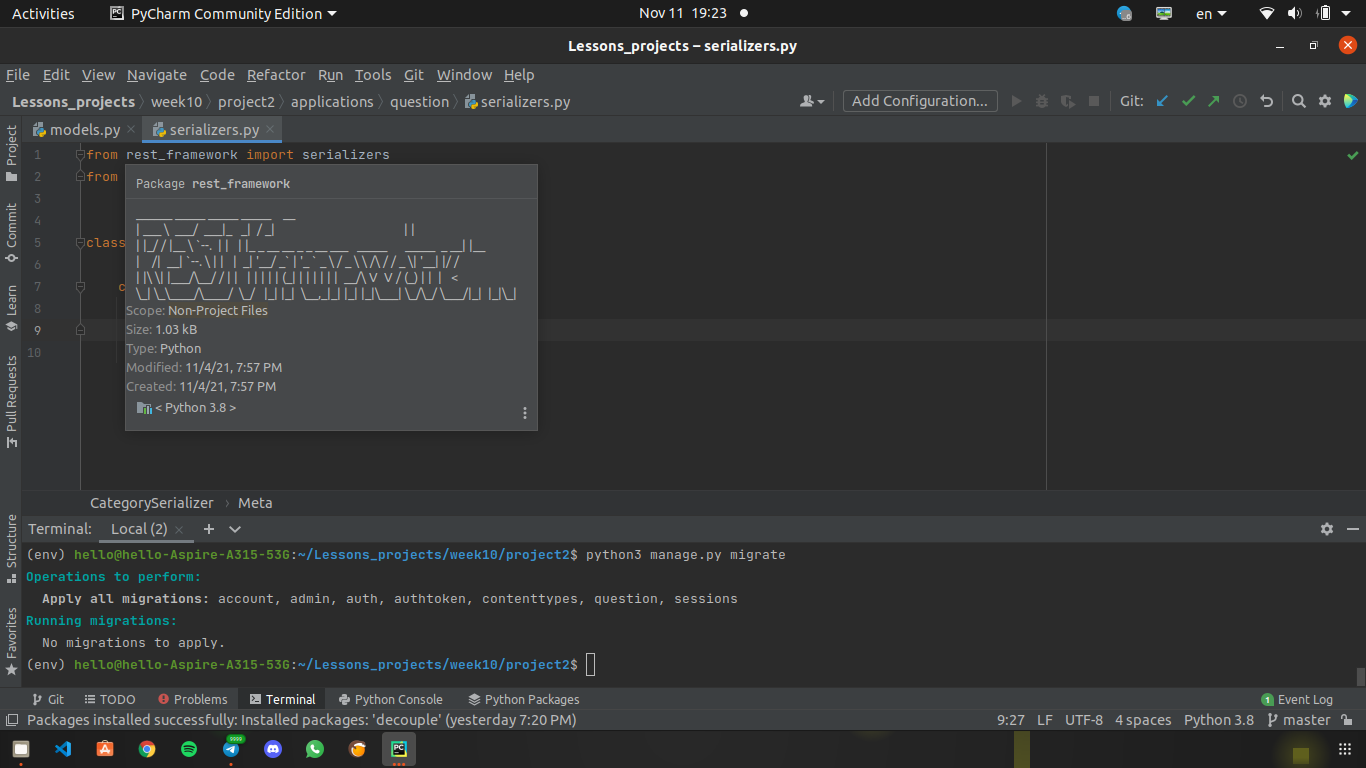 Activities
PyCharm Community Edition
Nov 11 19:23
en
Lessons_projects – serializers.py
File Edit View Navigate Code Refactor Run Tools Git Window Help
Lessons_projects week10 project2 applications question serializers.py
Add Configuration...
Git:
models.py
serializers.py
Project
Commit
Learn
Pull Requests
Structure
Favorites
1 from rest_framework import serializers
2 from
3
4
5 class
6
7 c
8
9
10
Package rest_framework
Scope: Non-Project Files
Size: 1.03 kB
Type: Python
Modified: 11/4/21, 7:57 PM
Created: 11/4/21, 7:57 PM
< Python 3.8 >
CategorySerializer › Meta
Terminal: Local (2)
(env) hello@hello-Aspire-A315-53G:~/Lessons_projects/week10/project2$ python3 manage.py migrate
Operations to perform:
Apply all migrations: account, admin, auth, authtoken, contenttypes, question, sessions
Running migrations:
No migrations to apply.
(env) hello@hello-Aspire-A315-53G:~/Lessons_projects/week10/project2$
Git TODO Problems Terminal Python Console Python Packages
1 Event Log
Packages installed successfully: Installed packages: 'decouple' (yesterday 7:20 PM)
9:27 LF UTF-8 4 spaces Python 3.8 master